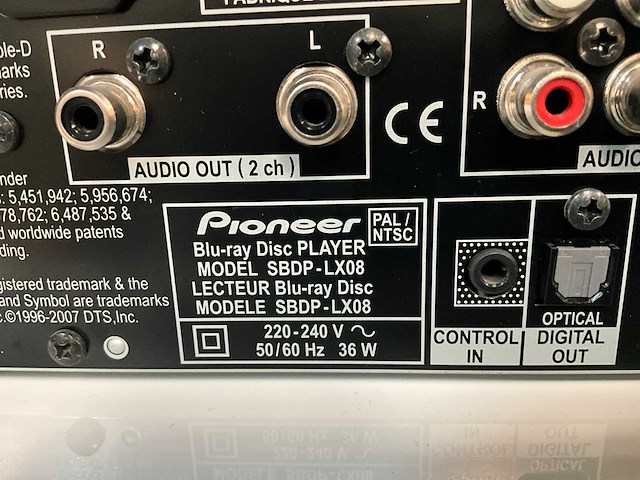 FABRIQUÉ
ble-D
arks
ries.
R
L
AUDIO OUT ( 2 ch )
CE
R
AUDIO
nder
: 5,451,942; 5,956,674;
78,762; 6,487,535 &
d worldwide patents
ding.
gistered trademark & the
and Symbol are trademarks
c.©1996-2007 DTS,Inc.
Pioneer
PAL /
NTSC
Blu-ray Disc PLAYER
MODEL SBDP-LX08
LECTEUR Blu-ray Disc
MODELE SBDP-LX08
220-240 V ~
50/60 Hz 36 W
CONTROL
IN
OPTICAL
DIGITAL
OUT